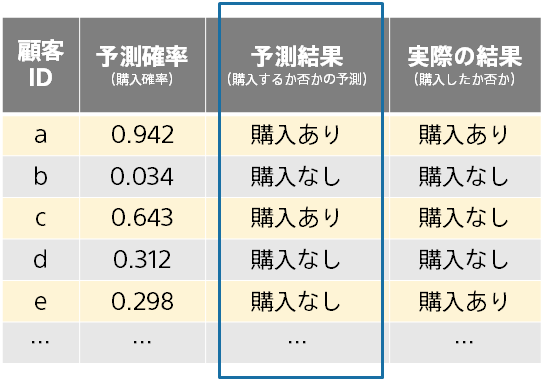 顧客 予測確率 予測結果 実際の結果
ID (購入確率) (購入するか否かの予測) (購入したか否か)
a 0.942 購入あり 購入あり
b 0.034 購入なし 購入なし
c 0.643 購入あり 購入なし
d 0.312 購入なし 購入なし
e 0.298 購入なし 購入あり
… … … …